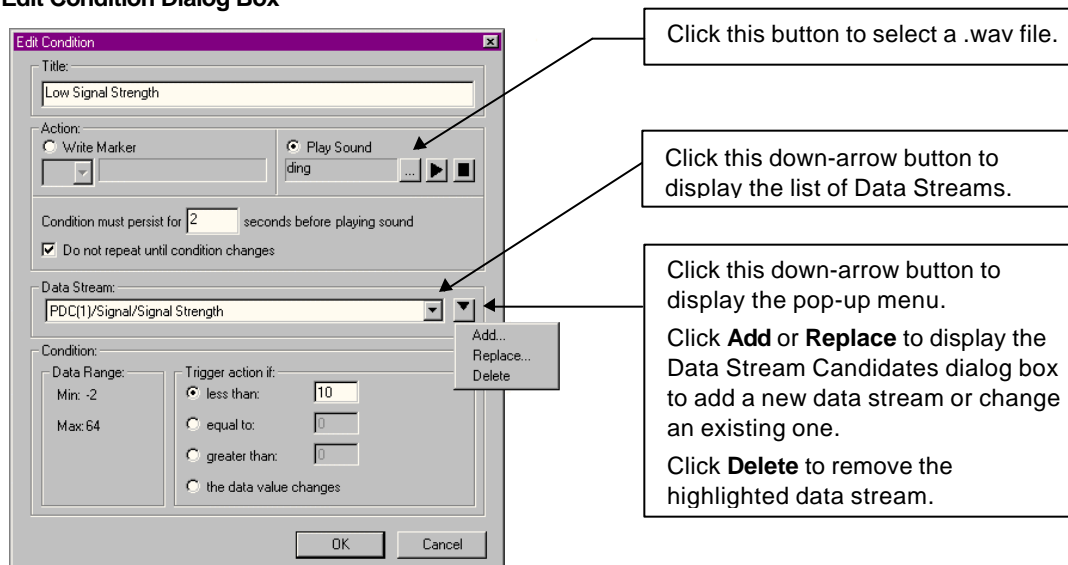 Edit Condition Dialog Box
Edit Condition
Title:
Low Signal Strength
Action:
Write Marker
Play Sound
ding
...
Condition must persist for 2 seconds before playing sound
Do not repeat until condition changes
Data Stream:
PDC(1)/Signal/Signal Strength
Add...
Replace...
Delete
Condition:
Data Range:
Min: -2
Max: 64
Trigger action if:
less than: 10
equal to: 0
greater than: 0
the data value changes
OK
Cancel
Click this button to select a .wav file.
Click this down-arrow button to
display the list of Data Streams.
Click this down-arrow button to
display the pop-up menu.
Click Add or Replace to display the
Data Stream Candidates dialog box
to add a new data stream or change
an existing one.
Click Delete to remove the
highlighted data stream.